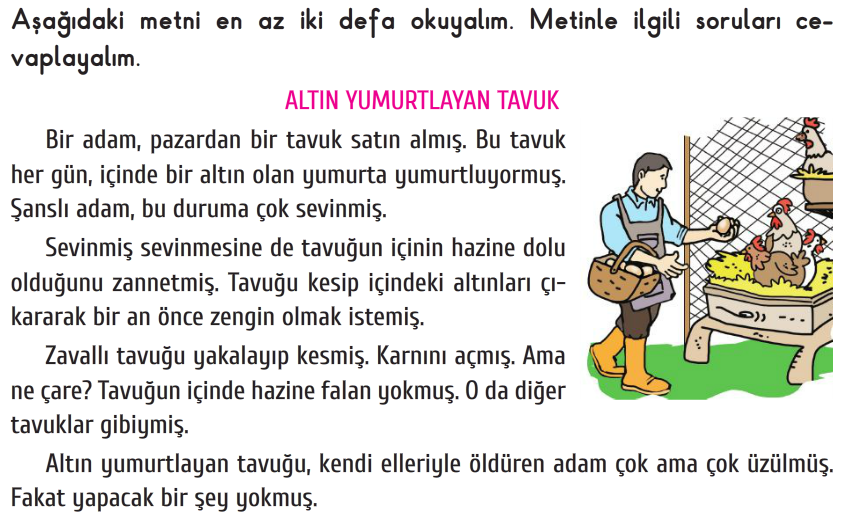 Aşağıdaki metni en az iki defa okuyalım. Metinle ilgili soruları ce-
vaplayalım.
ALTIN YUMURTLAYAN TAVUK
Bir adam, pazardan bir tavuk satın almış. Bu tavuk
her gün, içinde bir altın olan yumurta yumurtluyormuş.
Şanslı adam, bu duruma çok sevinmiş.
Sevinmiş sevinmesine de tavuğun içinin hazine dolu
olduğunu zannetmiş. Tavuğu kesip içindeki altınları çı-
kararak bir an önce zengin olmak istemiş.
Zavallı tavuğu yakalayıp kesmiş. Karnını açmış. Ama
ne çare? Tavuğun içinde hazine falan yokmuş. O da diğer
tavuklar gibiymiş.
Altın yumurtlayan tavuğu, kendi elleriyle öldüren adam çok ama çok üzülmüş.
Fakat yapacak bir şey yokmuş.